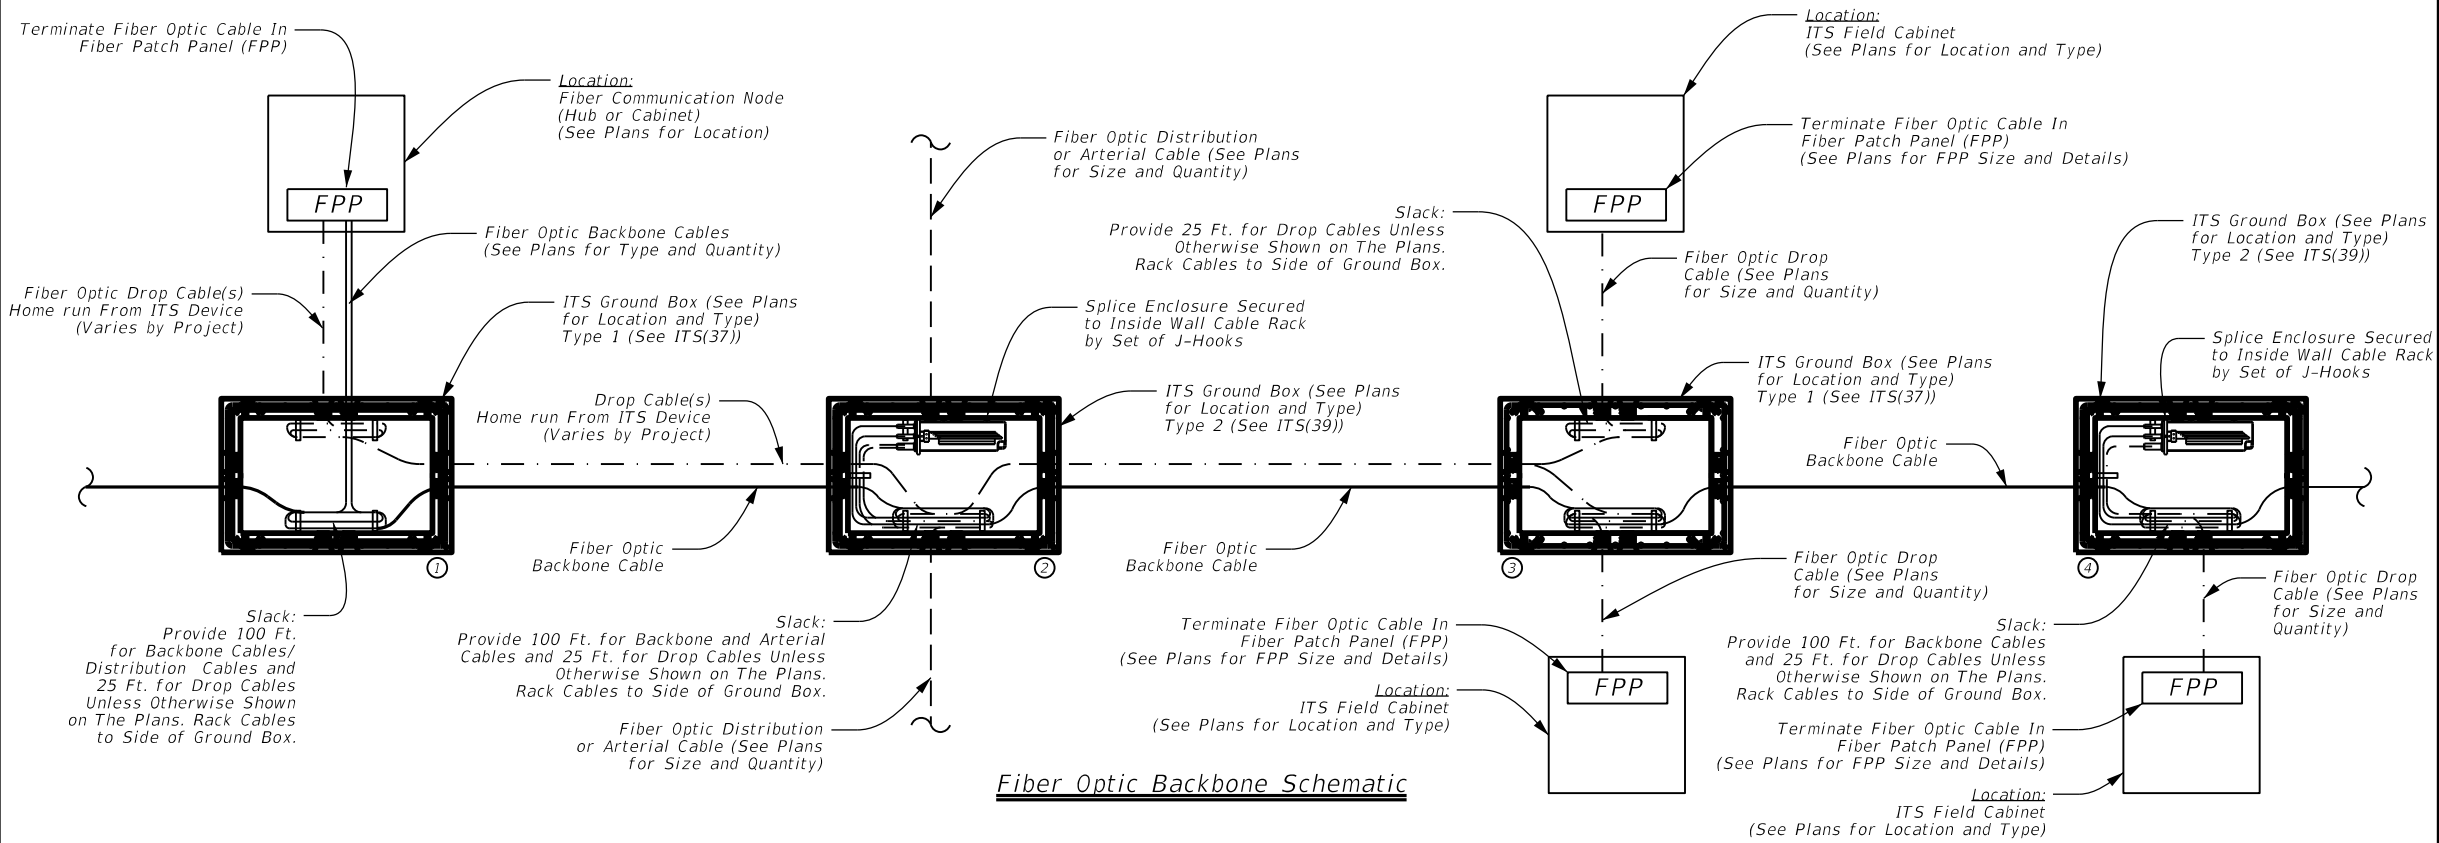 Terminate Fiber Optic Cable In
Fiber Patch Panel (FPP)
Location:
Fiber Communication Node
(Hub or Cabinet)
(See Plans for Location)
FPP
Fiber Optic Backbone Cables
(See Plans for Type and Quantity)
Fiber Optic Drop Cable(s)
Home run From ITS Device
(Varies by Project)
ITS Ground Box (See Plans
for Location and Type)
Type 1 (See ITS(37))
Drop Cable(s)
Home run From ITS Device
(Varies by Project)
Fiber Optic
Backbone Cable
1
Slack:
Provide 100 Ft.
for Backbone Cables/
Distribution Cables and
25 Ft. for Drop Cables
Unless Otherwise Shown
on The Plans. Rack Cables
to Side of Ground Box.
Fiber Optic Distribution
or Arterial Cable (See Plans
for Size and Quantity)
Splice Enclosure Secured
to Inside Wall Cable Rack
by Set of J-Hooks
ITS Ground Box (See Plans
for Location and Type)
Type 2 (See ITS(39))
2
Slack:
Provide 100 Ft. for Backbone and Arterial
Cables and 25 Ft. for Drop Cables Unless
Otherwise Shown on The Plans.
Rack Cables to Side of Ground Box.
Fiber Optic Distribution
or Arterial Cable (See Plans
for Size and Quantity)
Fiber Optic
Backbone Cable
Location:
ITS Field Cabinet
(See Plans for Location and Type)
Terminate Fiber Optic Cable In
Fiber Patch Panel (FPP)
(See Plans for FPP Size and Details)
FPP
Slack:
Provide 25 Ft. for Drop Cables Unless
Otherwise Shown on The Plans.
Rack Cables to Side of Ground Box.
Fiber Optic Drop
Cable (See Plans
for Size and Quantity)
ITS Ground Box (See Plans
for Location and Type)
Type 1 (See ITS(37))
3
Fiber Optic Drop
Cable (See Plans
for Size and Quantity)
Terminate Fiber Optic Cable In
Fiber Patch Panel (FPP)
(See Plans for FPP Size and Details)
FPP
Location:
ITS Field Cabinet
(See Plans for Location and Type)
Fiber Optic
Backbone Cable
ITS Ground Box (See Plans
for Location and Type)
Type 2 (See ITS(39))
Splice Enclosure Secured
to Inside Wall Cable Rack
by Set of J-Hooks
4
Fiber Optic Drop
Cable (See Plans
for Size and
Quantity)
Slack:
Provide 100 Ft. for Backbone Cables
and 25 Ft. for Drop Cables Unless
Otherwise Shown on The Plans.
Rack Cables to Side of Ground Box.
FPP
Terminate Fiber Optic Cable In
Fiber Patch Panel (FPP)
(See Plans for FPP Size and Details)
Location:
ITS Field Cabinet
(See Plans for Location and Type)
Fiber Optic Backbone Schematic